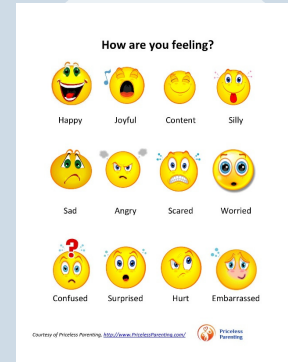 How are you feeling?
Happy Joyful Content Silly
Sad Angry Scared Worried
?
Confused Surprised Hurt Embarrassed
Courtesy of Priceless Parenting, http://www.PricelessParenting.com/
Priceless
Parenting